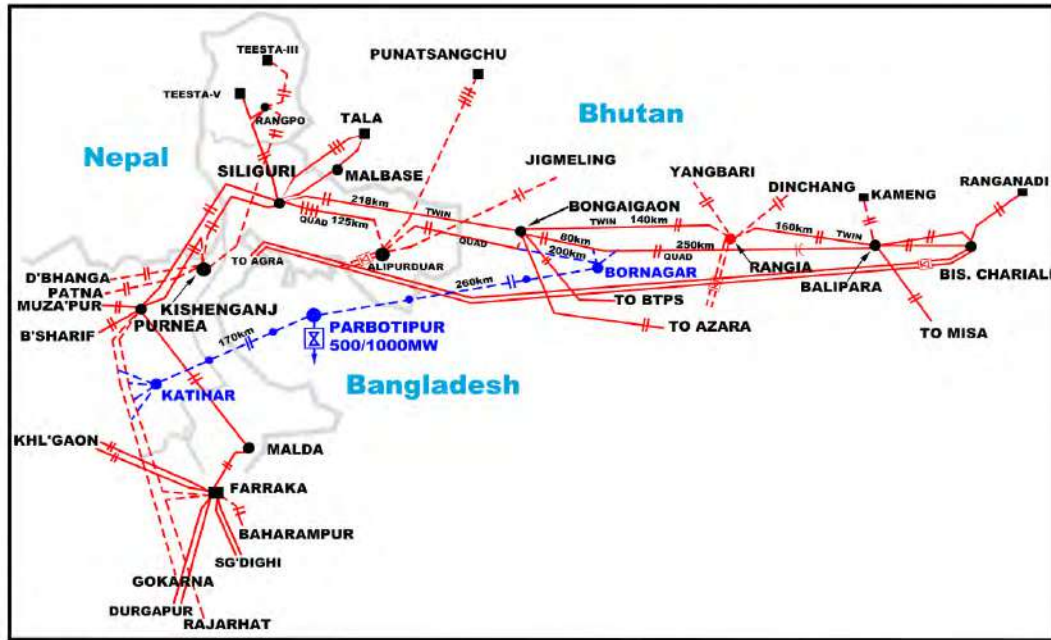 TEESTA-III
PUNATSANGCHU
TEESTA-V
RANGPO
TALA
Bhutan
Nepal
SILIGURI
MALBASE
JIGMELING
YANGBARI
DINCHANG
KAMENG
RANGANADI
218km
TWIN
BONGAIGAON
QUAD
125km
TWIN
140km
160km
TWIN
QUAD
80km
250km
200km
QUAD
TO AGRA
ALIPURDUAR
BORNAGAR
RANGIA
BALIPARA
BIS. CHARIALI
D'BHANGA
PATNA
MUZA'PUR
KISHENGANJ
PURNEA
B'SHARIF
260km
TO BTPS
TO AZARA
TO MISA
170km
PARBOTIPUR
500/1000MW
KATIHAR
Bangladesh
KHL'GAON
MALDA
FARRAKA
BAHARAMPUR
SG'DIGHI
GOKARNA
DURGAPUR
RAJARHAT